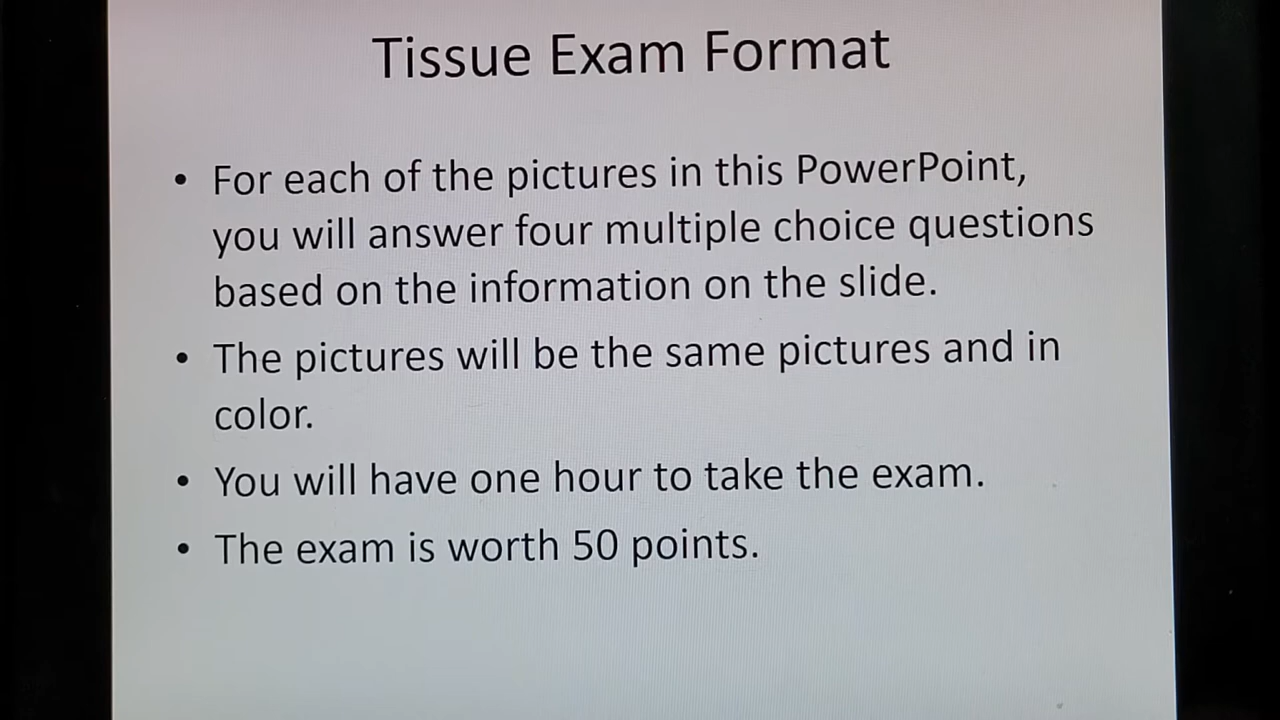 Tissue Exam Format
• For each of the pictures in this PowerPoint,
you will answer four multiple choice questions
based on the information on the slide.
• The pictures will be the same pictures and in
color.
• You will have one hour to take the exam.
• The exam is worth 50 points.